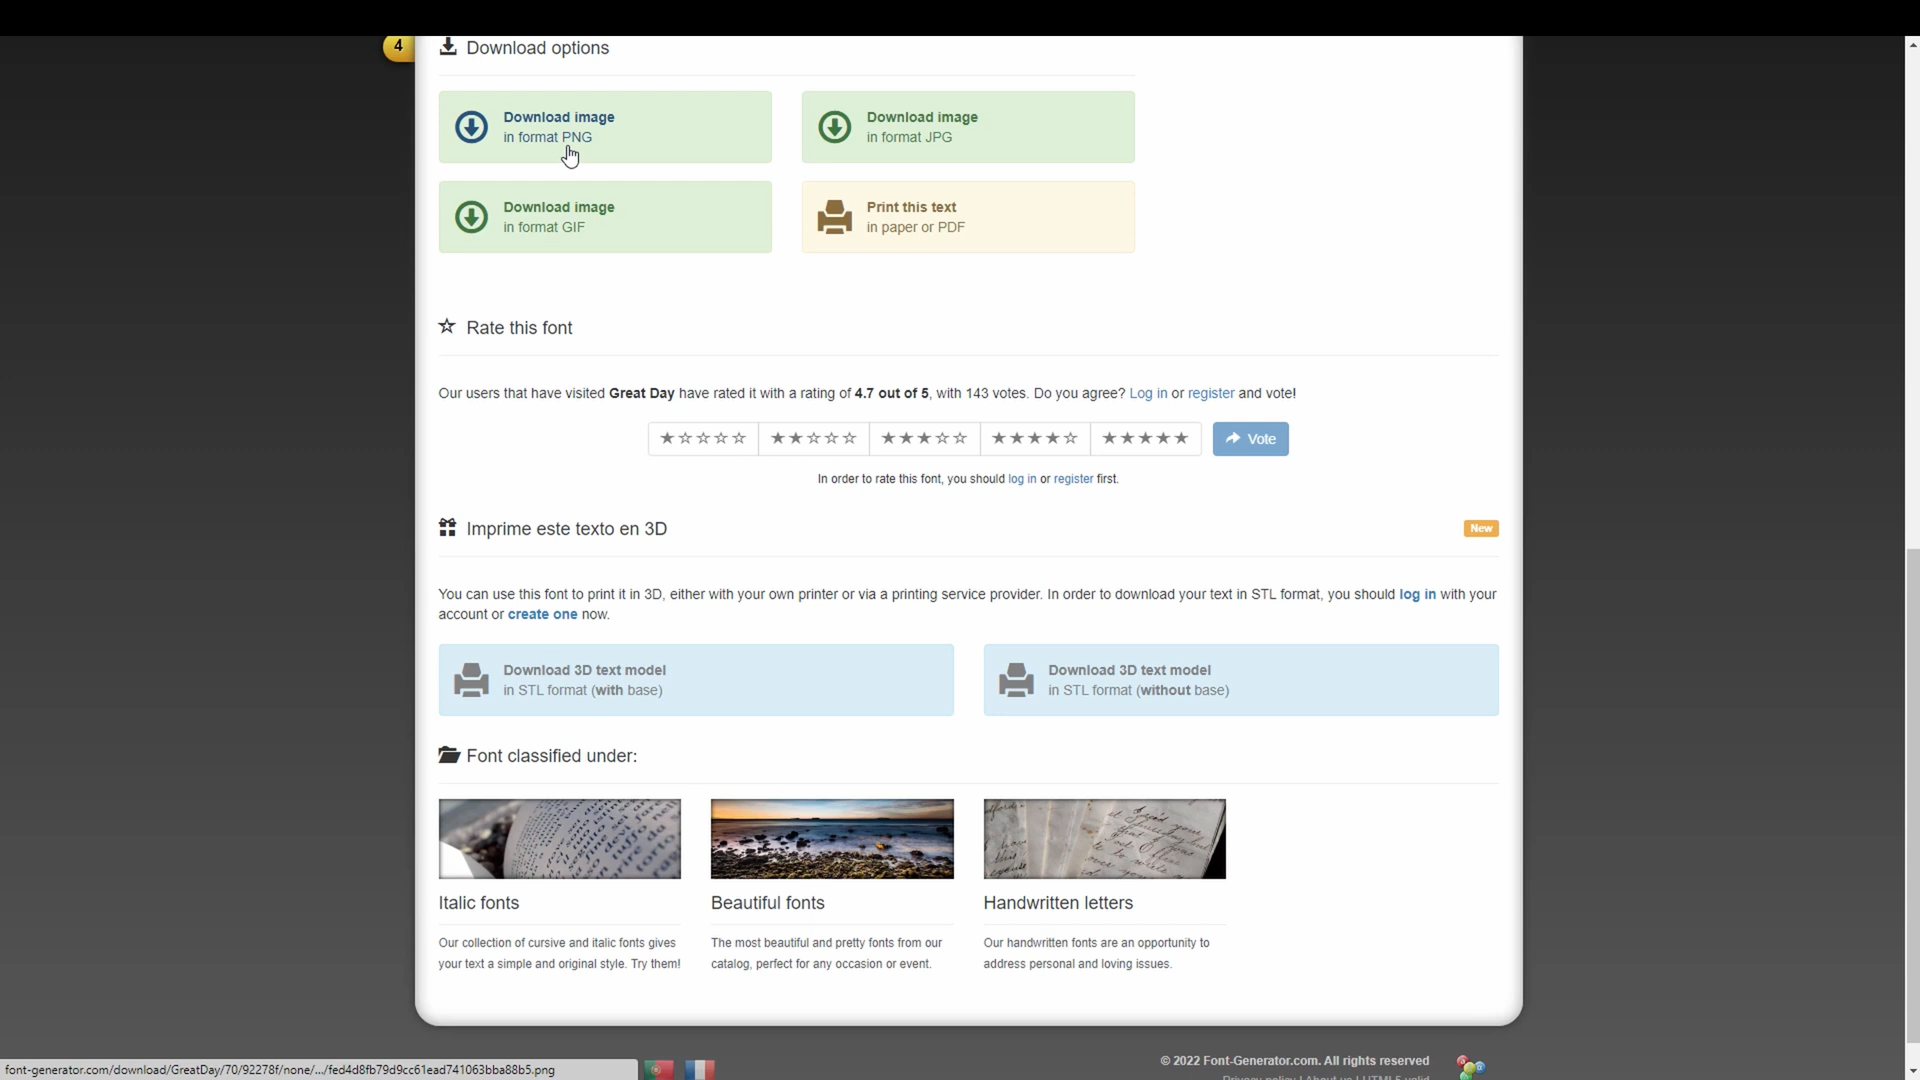 4
Download options
Download image
in format PNG
Download image
in format JPG
Download image
in format GIF
Print this text
in paper or PDF
Rate this font
Our users that have visited Great Day have rated it with a rating of 4.7 out of 5, with 143 votes. Do you agree? Log in or register and vote!
Vote
In order to rate this font, you should log in or register first.
Imprime este texto en 3D
New
You can use this font to print it in 3D, either with your own printer or via a printing service provider. In order to download your text in STL format, you should log in with your
account or create one now.
Download 3D text model
in STL format (with base)
Download 3D text model
in STL format (without base)
Font classified under:
Italic fonts
Our collection of cursive and italic fonts gives
your text a simple and original style. Try them!
Beautiful fonts
The most beautiful and pretty fonts from our
catalog, perfect for any occasion or event.
Handwritten letters
Our handwritten fonts are an opportunity to
address personal and loving issues.
© 2022 Font-Generator.com. All rights reserved
Privacy policy | About us | HTML5 valid
font-generator.com/download/GreatDay/70/92278f/none/.../fed4d8fb79d9cc61ead741063bba88b5.png